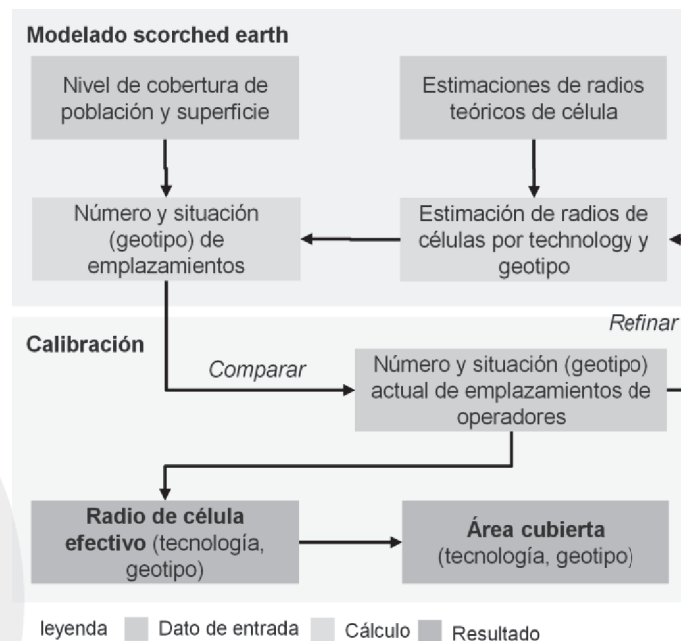 Modelado scorched earth
Nivel de cobertura de
población y superficie
Estimaciones de radios
teóricos de célula
Número y situación
(geotipo) de
emplazamientos
Estimación de radios de
células por technology y
geotipo
Refinar
Calibración
Comparar
Número y situación (geotipo)
actual de emplazamientos de
operadores
Radio de célula
efectivo (tecnología,
geotipo)
Área cubierta
(tecnología, geotipo)
leyenda Dato de entrada Cálculo Resultado